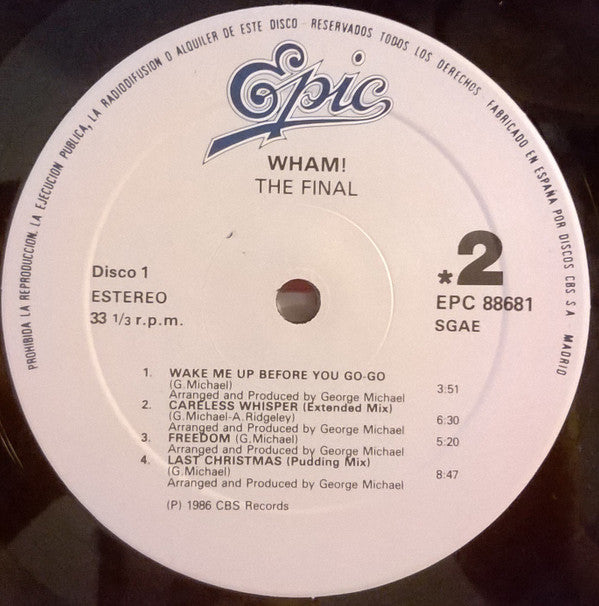 PROHIBIDA LA REPRODUCCION, LA EJECUCION PUBLICA, LA RADIODIFUSION O ALQUILER DE ESTE DISCO - RESERVADOS TODOS LOS DERECHOS. FABRICADO EN ESPAÑA POR DISCOS CBS S.A. MADRID
Epic
WHAM!
THE FINAL
Disco 1
ESTEREO
33 1/3 r.p.m.
*2
EPC 88681
SGAE
1. WAKE ME UP BEFORE YOU GO-GO
(G.Michael)
Arranged and Produced by George Michael 3:51
2. CARELESS WHISPER (Extended Mix)
(G.Michael-A.Ridgeley)
Arranged and Produced by George Michael 6:30
3. FREEDOM (G.Michael) 5:20
Arranged and Produced by George Michael
4. LAST CHRISTMAS (Pudding Mix)
(G.Michael) 8:47
Arranged and Produced by George Michael
(P) 1986 CBS Records